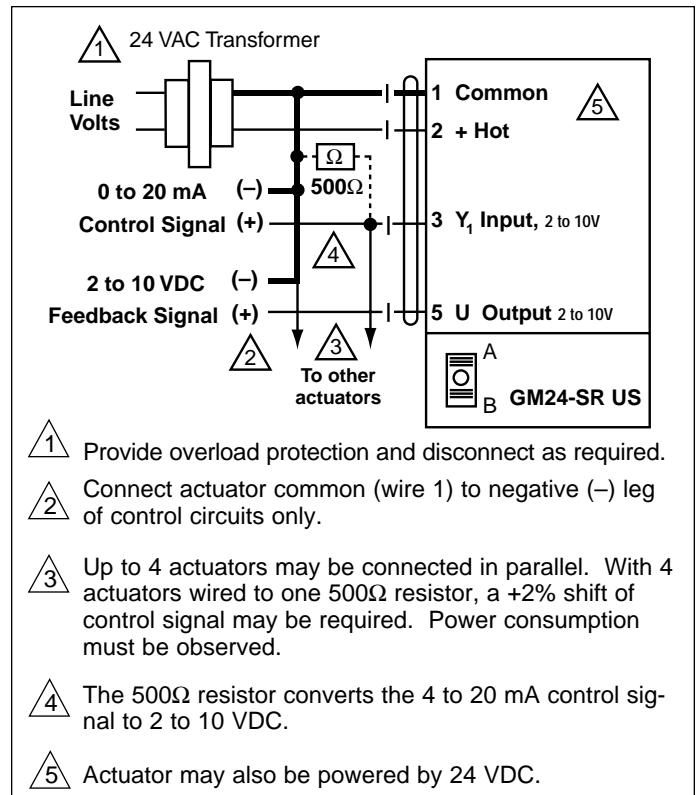 1 24 VAC Transformer
Line
Volts
1 Common
5
2 + Hot
Ω
500Ω
0 to 20 mA (–)
Control Signal (+)
3 Y1 Input, 2 to 10V
4
2 to 10 VDC (–)
Feedback Signal (+)
5 U Output 2 to 10V
2
3
To other
actuators
A
B
GM24-SR US
1 Provide overload protection and disconnect as required.
2 Connect actuator common (wire 1) to negative (–) leg
of control circuits only.
3 Up to 4 actuators may be connected in parallel. With 4
actuators wired to one 500Ω resistor, a +2% shift of
control signal may be required. Power consumption
must be observed.
4 The 500Ω resistor converts the 4 to 20 mA control sig-
nal to 2 to 10 VDC.
5 Actuator may also be powered by 24 VDC.